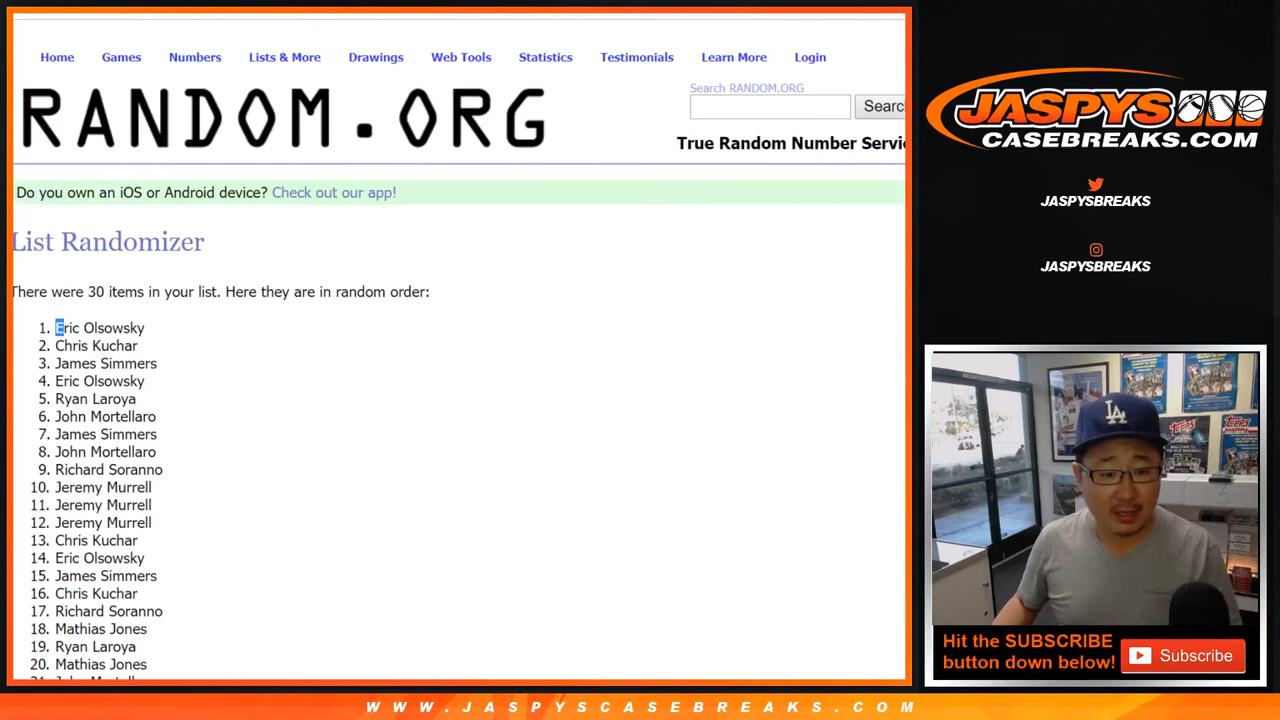 Home Games Numbers Lists & More Drawings Web Tools Statistics Testimonials Learn More Login
RANDOM.ORG
Search RANDOM.ORG
Searc
True Random Number Servi
Do you own an iOS or Android device? Check out our app!
List Randomizer
There were 30 items in your list. Here they are in random order:
1. Eric Olsowsky
2. Chris Kuchar
3. James Simmers
4. Eric Olsowsky
5. Ryan Laroya
6. John Mortellaro
7. James Simmers
8. John Mortellaro
9. Richard Soranno
10. Jeremy Murrell
11. Jeremy Murrell
12. Jeremy Murrell
13. Chris Kuchar
14. Eric Olsowsky
15. James Simmers
16. Chris Kuchar
17. Richard Soranno
18. Mathias Jones
19. Ryan Laroya
20. Mathias Jones
JASPYS
CASEBREAKS.COM
JASPYSBREAKS
JASPYSBREAKS
LA
Topps
Topps
Hit the SUBSCRIBE
button down below!
Subscribe
WWW.JASPYSCASEBREAKS.COM